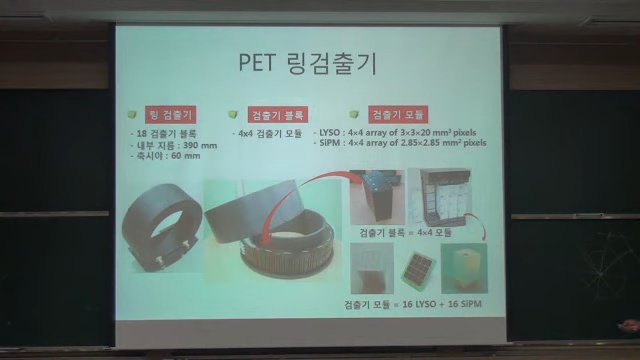 PET 링검출기
링 검출기
- 18 검출기 블록
- 내부 지름 : 390 mm
- 축시야 : 60 mm
검출기 블록
- 4x4 검출기 모듈
검출기 모듈
- LYSO : 4×4 array of 3×3×20 mm³ pixels
- SiPM : 4×4 array of 2.85×2.85 mm² pixels
검출기 블록 = 4×4 모듈
검출기 모듈 = 16 LYSO + 16 SiPM